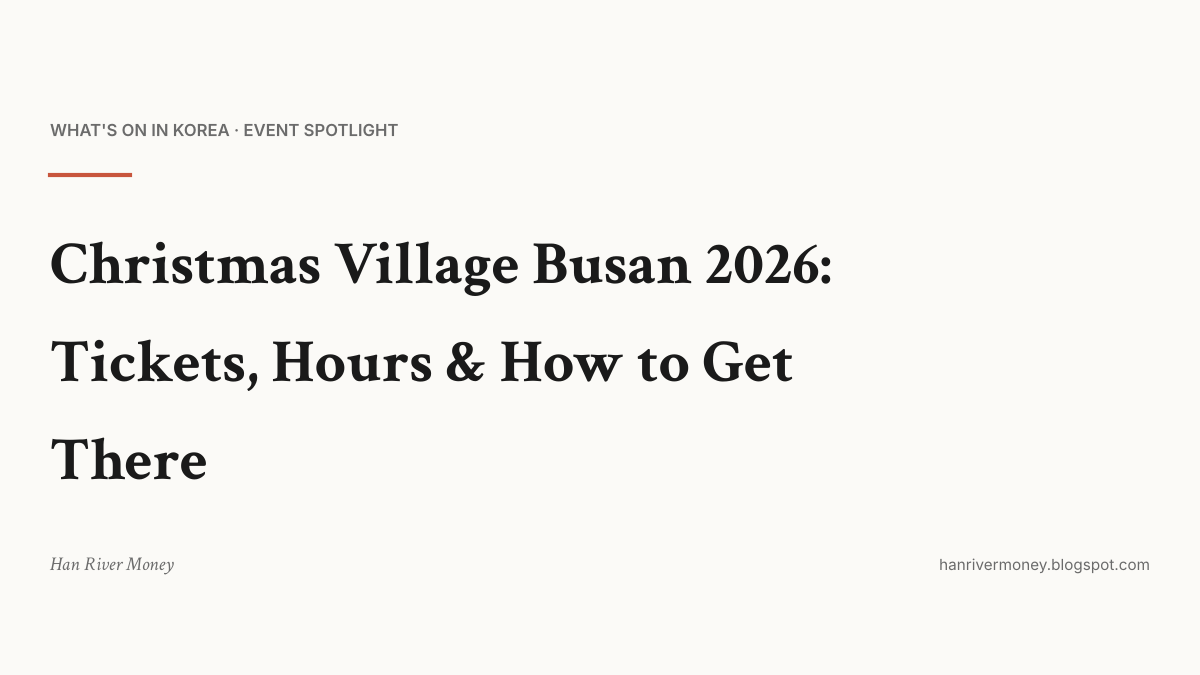 WHAT'S ON IN KOREA · EVENT SPOTLIGHT
Christmas Village Busan 2026:
Tickets, Hours & How to Get
There
Han River Money
hanrivermoney.blogspot.com